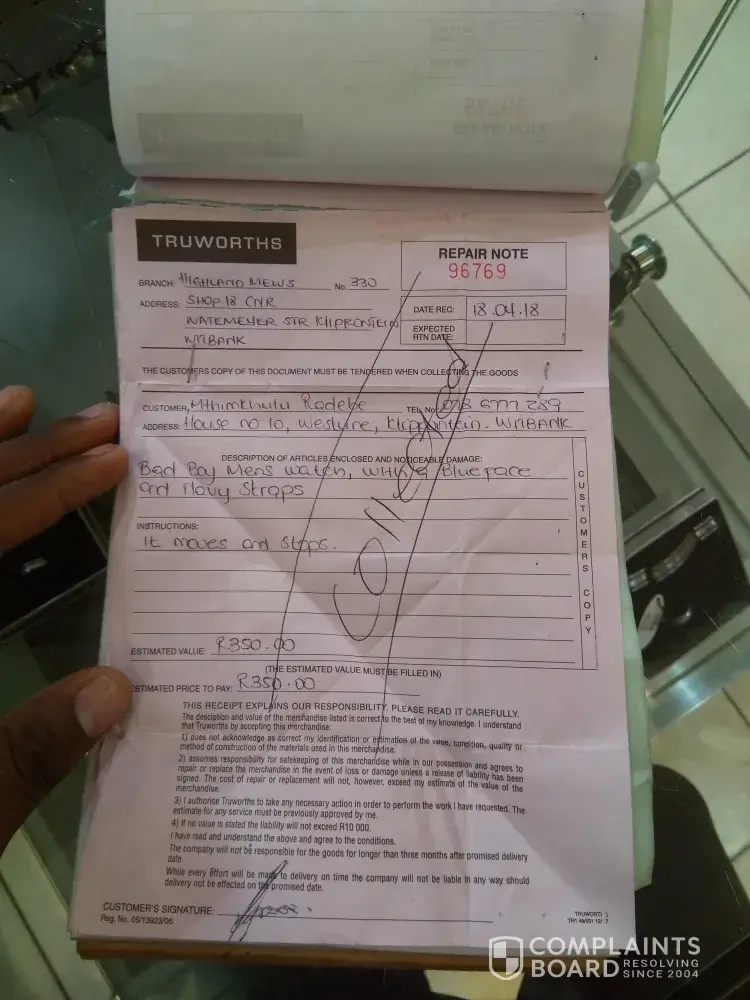 TRUWORTHS
REPAIR NOTE
96769
BRANCH: HIGHLAND MEWS No. 330
ADDRESS: SHOP 18 CNR
WATEMEYER STR KLIPPONTEIN
WITBANK
DATE REC: 18.04.18
EXPECTED
RTN DATE:
THE CUSTOMERS COPY OF THIS DOCUMENT MUST BE TENDERED WHEN COLLECTING THE GOODS
CUSTOMER, Mthimkhulu Radebe TEL No
ADDRESS: House no 10, Westline, Klippontein. WITBANK
DESCRIPTION OF ARTICLES ENCLOSED AND NOTICEABLE DAMAGE:
Bad Boy Mens watch, Blue face
and Navy Straps
INSTRUCTIONS:
It moves and stops.
Collected
CUSTOMERS COPY
ESTIMATED VALUE: R350.00
(THE ESTIMATED VALUE MUST BE FILLED IN)
ESTIMATED PRICE TO PAY: R350.00
THIS RECEIPT EXPLAINS OUR RESPONSIBILITY. PLEASE READ IT CAREFULLY.
The desciption and value of the merchandise listed is correct to the best of my knowledge. I understand
that Truworths by accepting this merchandise:
1) does not acknowledge as correct my identification or estimation of the value, condition, quality or
method of construction of the materials used in this merchandise.
2) assumes responsibility for safekeeping of this merchandise while in our possession and agrees to
repair or replace the merchandise in the event of loss or damage unless a release of liability has been
signed. The cost of repair or replacement will not, however, exceed my estimate of the value of the
merchandise.
3) I authorise Truworths to take any necessary action in order to perform the work I have requested. The
estimate for any service must be previously approved by me.
4) If no value is stated the liability will not exceed R10 000.
I have read and understand the above and agree to the conditions.
The company will not be responsible for the goods for longer than three months after promised delivery
date.
While every effort will be made to delivery on time the company will not be liable in any way should
delivery not be effected on the promised date.
CUSTOMER'S SIGNATURE:
Reg. No. 05/13923/06
COMPLAINTS
BOARD RESOLVING
SINCE 2004